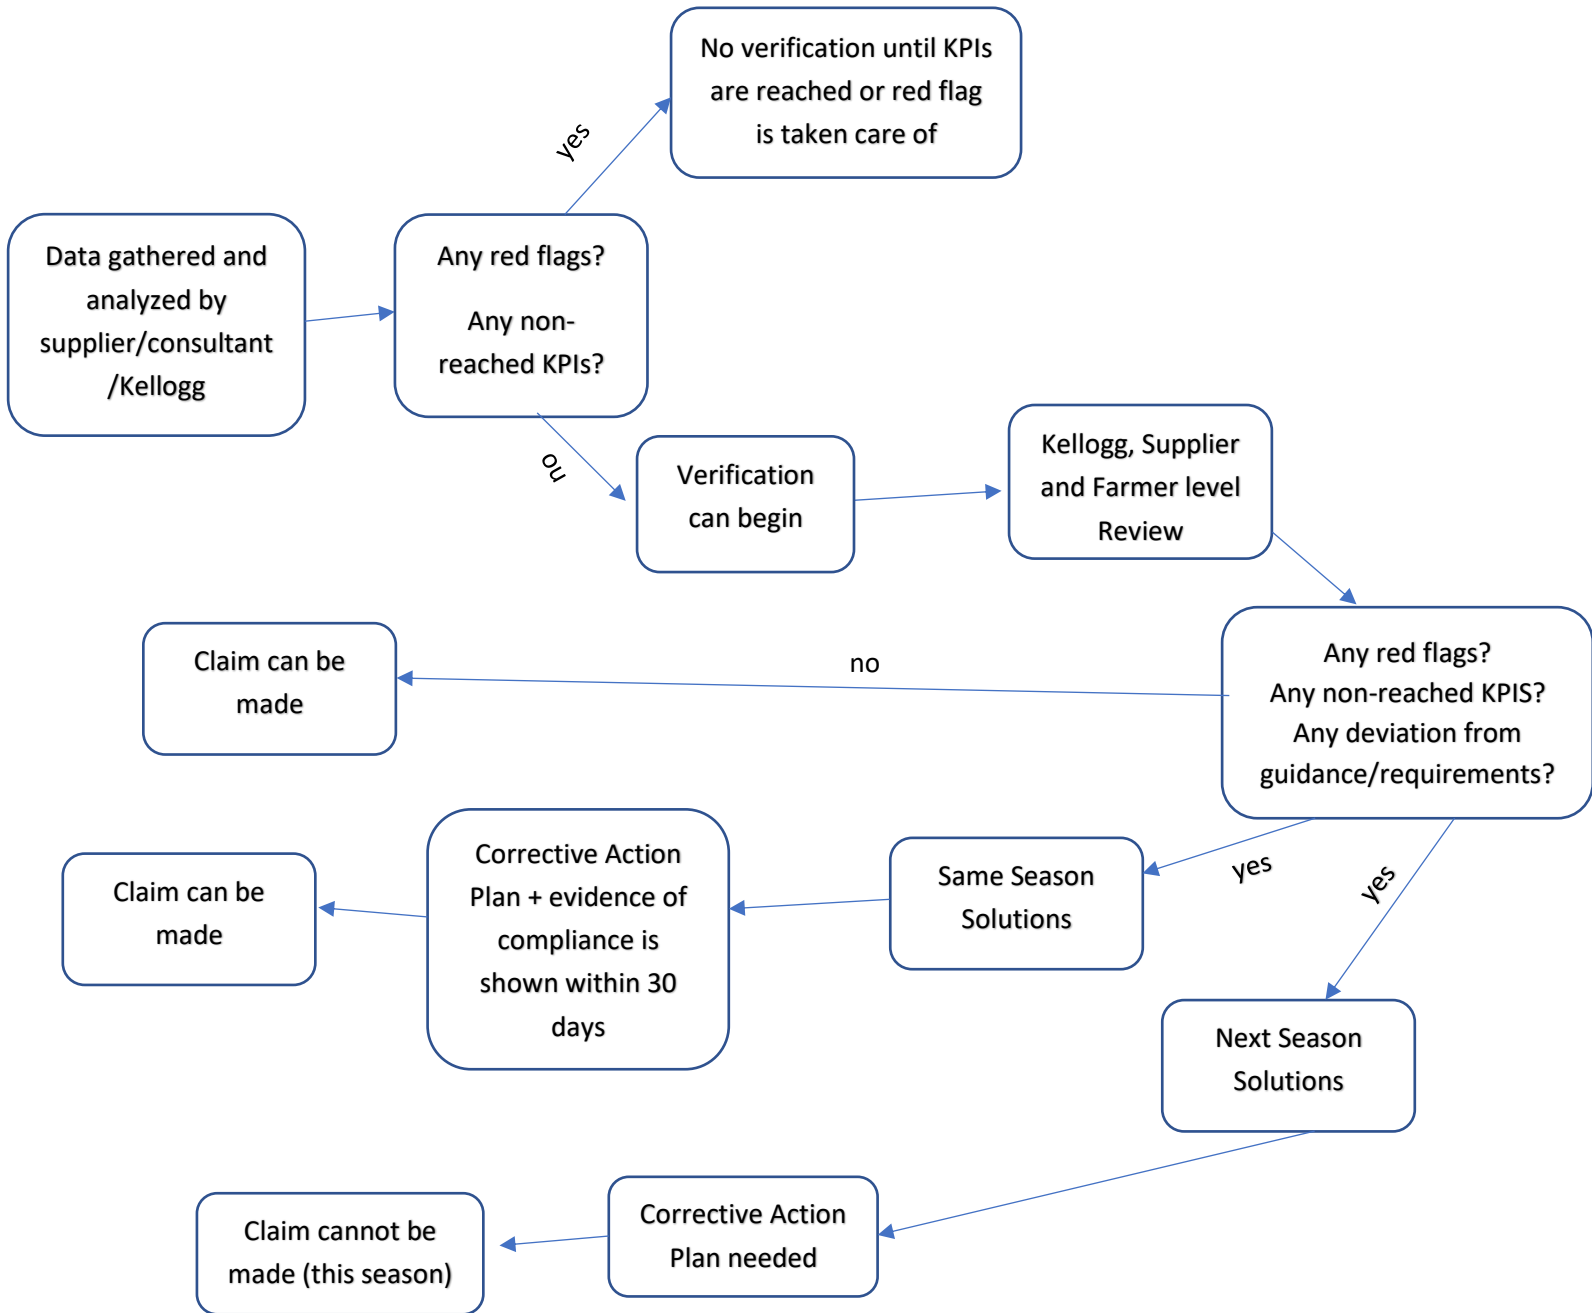 No verification until KPIs
are reached or red flag
is taken care of
yes
Data gathered and
analyzed by
supplier/consultant
/Kellogg
Any red flags?
Any non-
reached KPIs?
no
Verification
can begin
Kellogg, Supplier
and Farmer level
Review
Any red flags?
Any non-reached KPIS?
Any deviation from
guidance/requirements?
no
Claim can be
made
yes
yes
Same Season
Solutions
Corrective Action
Plan + evidence of
compliance is
shown within 30
days
Claim can be
made
Next Season
Solutions
Corrective Action
Plan needed
Claim cannot be
made (this season)